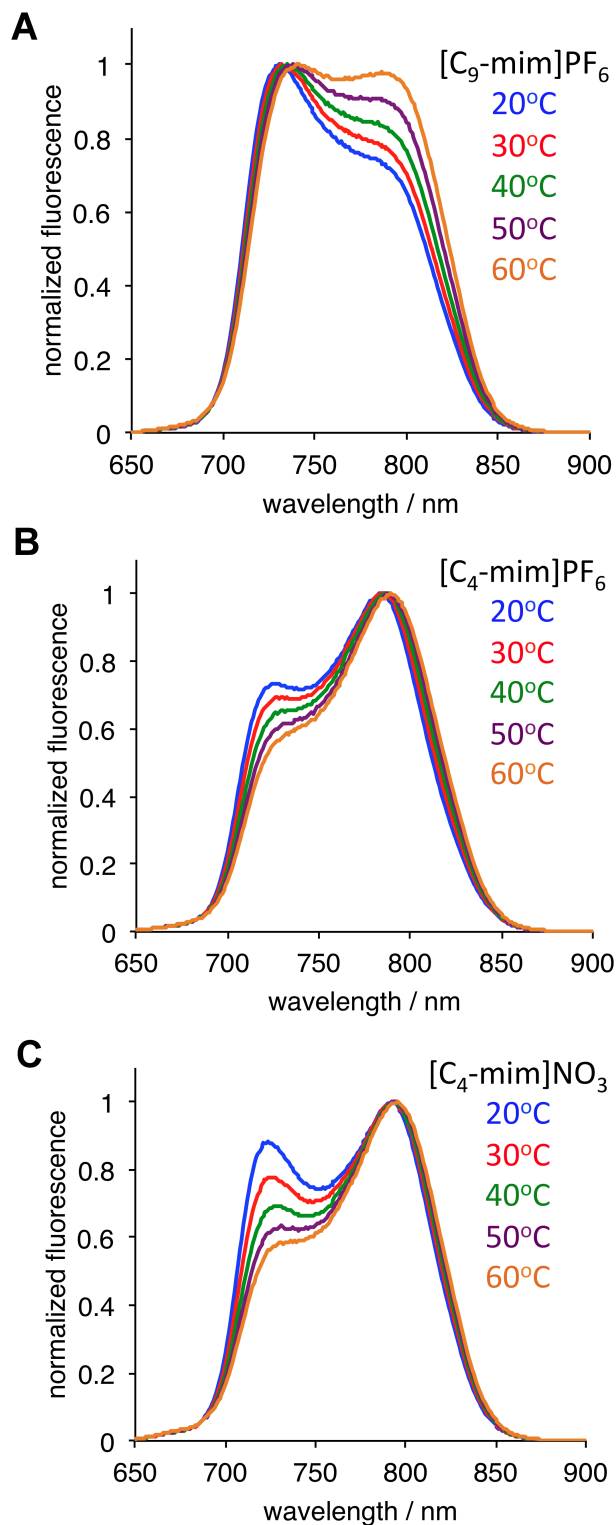 A
[C₉-mim]PF₆
20°C
30°C
40°C
50°C
60°C
normalized fluorescence
1
0.8
0.6
0.4
0.2
0
650 700 750 800 850 900
wavelength / nm
B
[C₄-mim]PF₆
20°C
30°C
40°C
50°C
60°C
normalized fluorescence
1
0.8
0.6
0.4
0.2
0
650 700 750 800 850 900
wavelength / nm
C
[C₄-mim]NO₃
20°C
30°C
40°C
50°C
60°C
normalized fluorescence
1
0.8
0.6
0.4
0.2
0
650 700 750 800 850 900
wavelength / nm